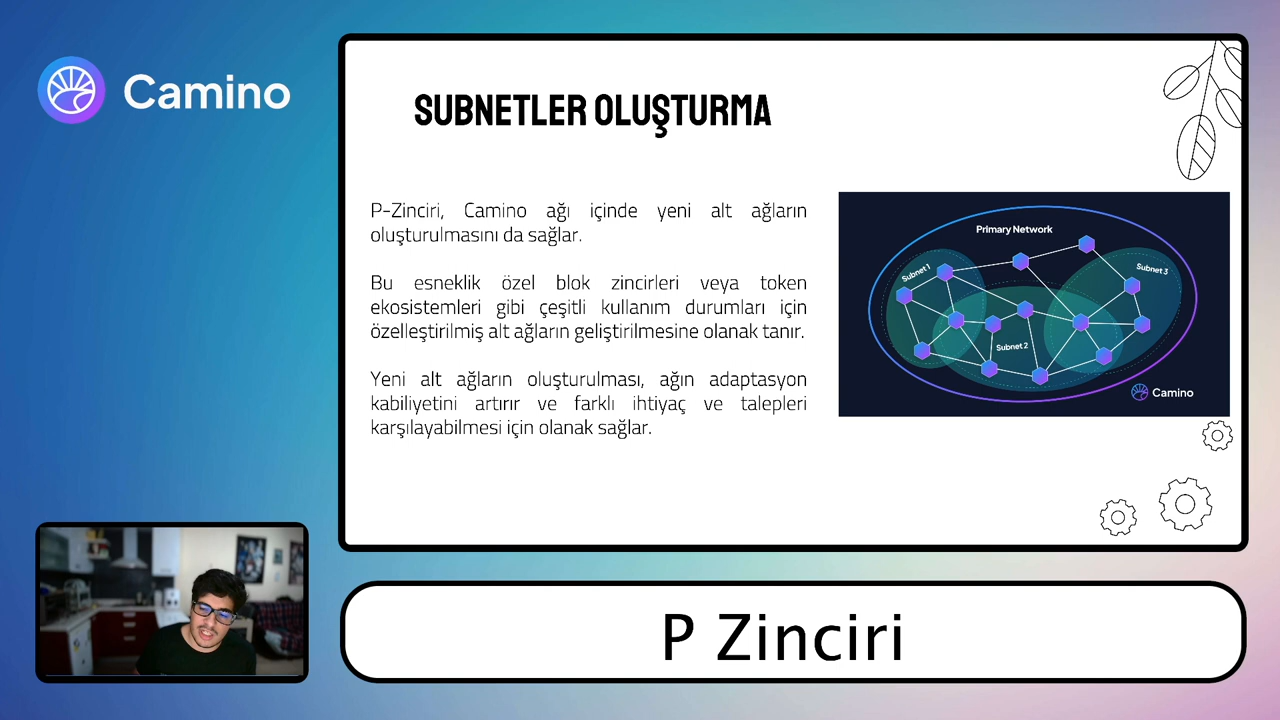 Camino
SUBNETLER OLUŞTURMA
P-Zinciri, Camino ağı içinde yeni alt ağların
oluşturulmasını da sağlar.
Bu esneklik özel blok zincirleri veya token
ekosistemleri gibi çeşitli kullanım durumları için
özelleştirilmiş alt ağların geliştirilmesine olanak tanır.
Yeni alt ağların oluşturulması, ağın adaptasyon
kabiliyetini artırır ve farklı ihtiyaç ve talepleri
karşılayabilmesi için olanak sağlar.
Primary Network
Subnet 1
Subnet 3
Subnet 2
Camino
P Zinciri